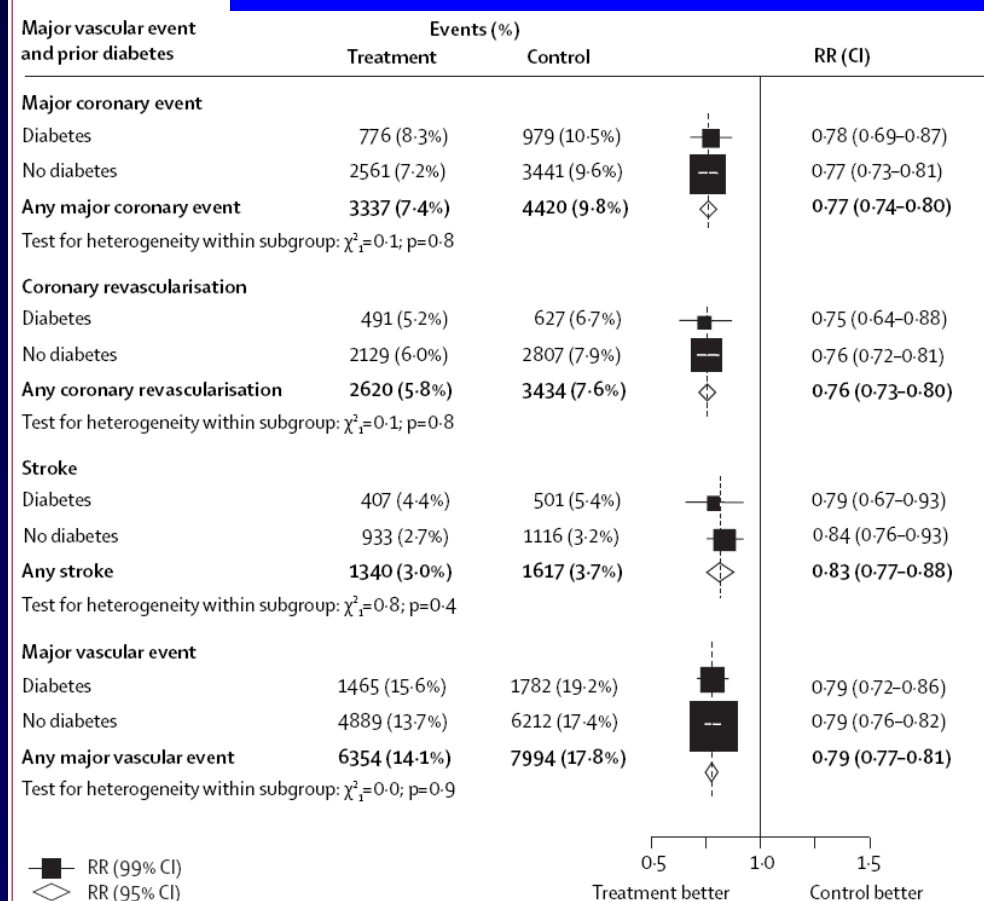 Major vascular event Events (%)
and prior diabetes Treatment Control RR (CI)
Major coronary event
Diabetes 776 (8·3%) 979 (10·5%) 0·78 (0·69–0·87)
No diabetes 2561 (7·2%) 3441 (9·6%) 0·77 (0·73–0·81)
Any major coronary event 3337 (7·4%) 4420 (9·8%) 0·77 (0·74–0·80)
Test for heterogeneity within subgroup: χ²₁=0·1; p=0·8
Coronary revascularisation
Diabetes 491 (5·2%) 627 (6·7%) 0·75 (0·64–0·88)
No diabetes 2129 (6·0%) 2807 (7·9%) 0·76 (0·72–0·81)
Any coronary revascularisation 2620 (5·8%) 3434 (7·6%) 0·76 (0·73–0·80)
Test for heterogeneity within subgroup: χ²₁=0·1; p=0·8
Stroke
Diabetes 407 (4·4%) 501 (5·4%) 0·79 (0·67–0·93)
No diabetes 933 (2·7%) 1116 (3·2%) 0·84 (0·76–0·93)
Any stroke 1340 (3·0%) 1617 (3·7%) 0·83 (0·77–0·88)
Test for heterogeneity within subgroup: χ²₁=0·8; p=0·4
Major vascular event
Diabetes 1465 (15·6%) 1782 (19·2%) 0·79 (0·72–0·86)
No diabetes 4889 (13·7%) 6212 (17·4%) 0·79 (0·76–0·82)
Any major vascular event 6354 (14·1%) 7994 (17·8%) 0·79 (0·77–0·81)
Test for heterogeneity within subgroup: χ²₁=0·0; p=0·9
RR (99% CI) 0·5 1·0 1·5
RR (95% CI) Treatment better Control better